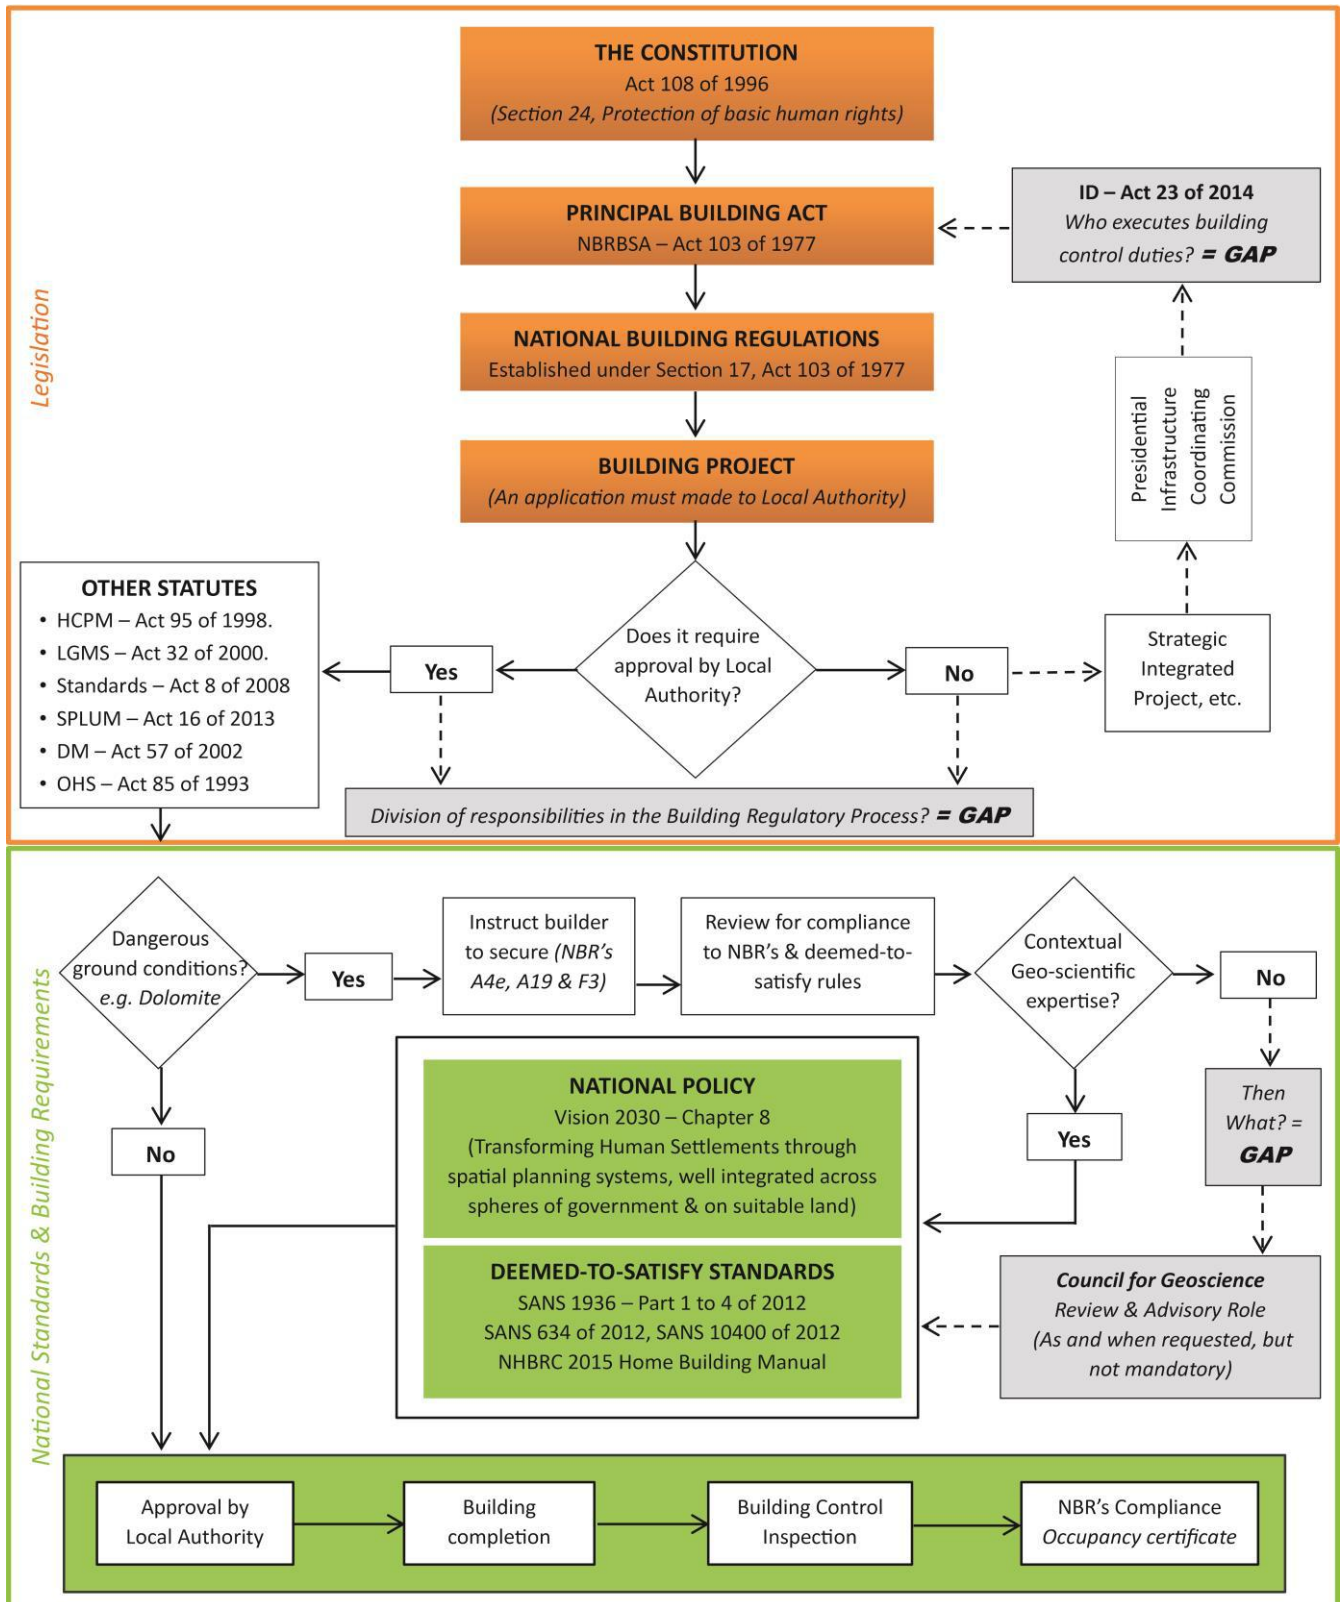 THE CONSTITUTION
Act 108 of 1996
(Section 24, Protection of basic human rights)
PRINCIPAL BUILDING ACT
NBRBSA – Act 103 of 1977
ID – Act 23 of 2014
Who executes building
control duties? = GAP
NATIONAL BUILDING REGULATIONS
Established under Section 17, Act 103 of 1977
Presidential
Infrastructure
Coordinating
Commission
Legislation
BUILDING PROJECT
(An application must made to Local Authority)
OTHER STATUTES
• HCPM – Act 95 of 1998.
• LGMS – Act 32 of 2000.
• Standards – Act 8 of 2008
• SPLUM – Act 16 of 2013
• DM – Act 57 of 2002
• OHS – Act 85 of 1993
Yes
Does it require
approval by Local
Authority?
No
Strategic
Integrated
Project, etc.
Division of responsibilities in the Building Regulatory Process? = GAP
National Standards & Building Requirements
Dangerous
ground conditions?
e.g. Dolomite
Yes
Instruct builder
to secure (NBR's
A4e, A19 & F3)
Review for compliance
to NBR's & deemed-to-
satisfy rules
Contextual
Geo-scientific
expertise?
No
No
NATIONAL POLICY
Vision 2030 – Chapter 8
(Transforming Human Settlements through
spatial planning systems, well integrated across
spheres of government & on suitable land)
Yes
Then
What? =
GAP
DEEMED-TO-SATISFY STANDARDS
SANS 1936 – Part 1 to 4 of 2012
SANS 634 of 2012, SANS 10400 of 2012
NHBRC 2015 Home Building Manual
Council for Geoscience
Review & Advisory Role
(As and when requested, but
not mandatory)
Approval by
Local Authority
Building
completion
Building Control
Inspection
NBR's Compliance
Occupancy certificate